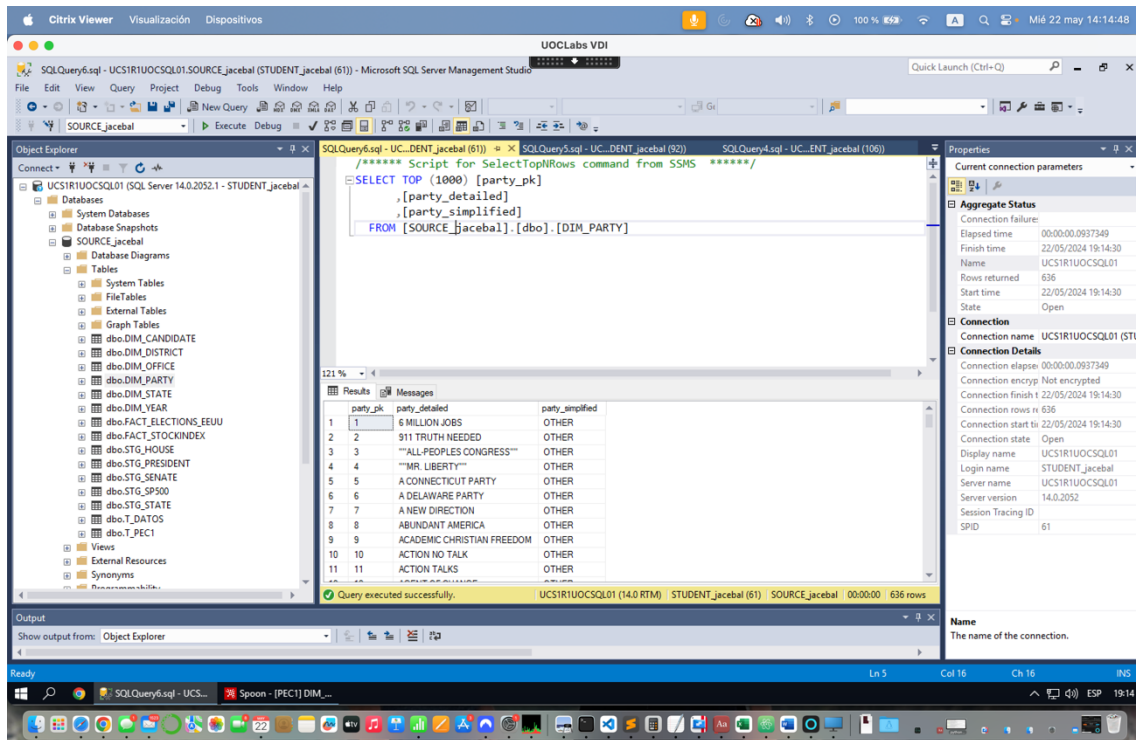 Citrix Viewer Visualización Dispositivos 100 % A Mié 22 may 14:14:48
UOCLabs VDI
SQLQuery6.sql - UCS1R1UOCSQL01.SOURCE_jacebal (STUDENT_jacebal (61)) - Microsoft SQL Server Management Studio
Quick Launch (Ctrl+Q)
File Edit View Query Project Debug Tools Window Help
New Query
SOURCE_jacebal Execute Debug
Object Explorer
Connect
UCS1R1UOCSQL01 (SQL Server 14.0.2052.1 - STUDENT_jacebal
Databases
System Databases
Database Snapshots
SOURCE_jacebal
Database Diagrams
Tables
System Tables
FileTables
External Tables
Graph Tables
dbo.DIM_CANDIDATE
dbo.DIM_DISTRICT
dbo.DIM_OFFICE
dbo.DIM_PARTY
dbo.DIM_STATE
dbo.DIM_YEAR
dbo.FACT_ELECTIONS_EEUU
dbo.FACT_STOCKINDEX
dbo.STG_HOUSE
dbo.STG_PRESIDENT
dbo.STG_SENATE
dbo.STG_SP500
dbo.STG_STATE
dbo.T_DATOS
dbo.T_PEC1
Views
External Resources
Synonyms
Programmability
SQLQuery6.sql - UC...DENT_jacebal (61)) SQLQuery5.sql - UC...DENT_jacebal (92)) SQLQuery4.sql - UC...ENT_jacebal (106))
/****** Script for SelectTopNRows command from SSMS ******/
SELECT TOP (1000) [party_pk]
,[party_detailed]
,[party_simplified]
FROM [SOURCE_jacebal].[dbo].[DIM_PARTY]
121 %
Results Messages
party_pk party_detailed party_simplified
1 1 6 MILLION JOBS OTHER
2 2 911 TRUTH NEEDED OTHER
3 3 ""ALL-PEOPLES CONGRESS"" OTHER
4 4 ""MR. LIBERTY"" OTHER
5 5 A CONNECTICUT PARTY OTHER
6 6 A DELAWARE PARTY OTHER
7 7 A NEW DIRECTION OTHER
8 8 ABUNDANT AMERICA OTHER
9 9 ACADEMIC CHRISTIAN FREEDOM OTHER
10 10 ACTION NO TALK OTHER
11 11 ACTION TALKS OTHER
Query executed successfully. UCS1R1UOCSQL01 (14.0 RTM) STUDENT_jacebal (61) SOURCE_jacebal 00:00:00 636 rows
Properties
Current connection parameters
Aggregate Status
Connection failure
Elapsed time 00:00:00.0937349
Finish time 22/05/2024 19:14:30
Name UCS1R1UOCSQL01
Rows returned 636
Start time 22/05/2024 19:14:30
State Open
Connection
Connection name UCS1R1UOCSQL01 (STU
Connection Details
Connection elapse 00:00:00.0937349
Connection encryp Not encrypted
Connection finish t 22/05/2024 19:14:30
Connection rows re 636
Connection start ti 22/05/2024 19:14:30
Connection state Open
Display name UCS1R1UOCSQL01
Login name STUDENT_jacebal
Server name UCS1R1UOCSQL01
Server version 14.0.2052
Session Tracing ID
SPID 61
Name
The name of the connection.
Output
Show output from: Object Explorer
Ready Ln 5 Col 16 Ch 16 INS
SQLQuery6.sql - UCS... Spoon - [PEC1] DIM_... ESP 19:14
22